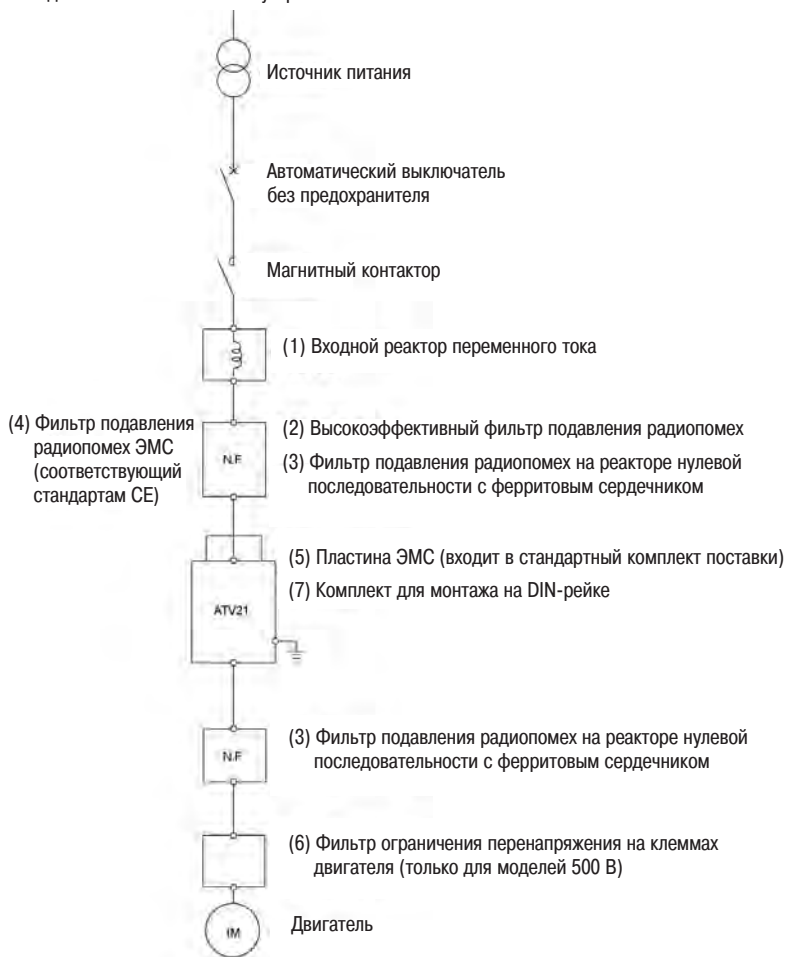 Источник питания
Автоматический выключатель
без предохранителя
Магнитный контактор
(1) Входной реактор переменного тока
(4) Фильтр подавления
радиопомех ЭМС
(соответствующий
стандартам CE)
N.F
(2) Высокоэффективный фильтр подавления радиопомех
(3) Фильтр подавления радиопомех на реакторе нулевой
последовательности с ферритовым сердечником
(5) Пластина ЭМС (входит в стандартный комплект поставки)
(7) Комплект для монтажа на DIN-рейке
ATV21
N.F
(3) Фильтр подавления радиопомех на реакторе нулевой
последовательности с ферритовым сердечником
(6) Фильтр ограничения перенапряжения на клеммах
двигателя (только для моделей 500 В)
IM
Двигатель